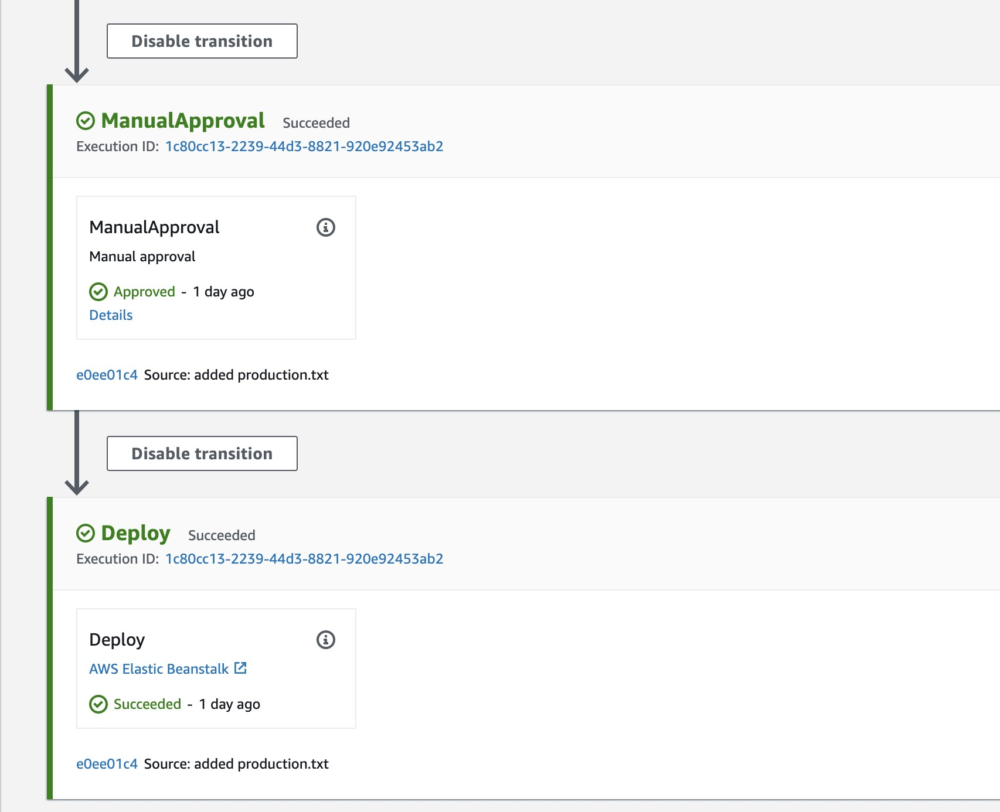 Disable transition
ManualApproval Succeeded
Execution ID: 1c80cc13-2239-44d3-8821-920e92453ab2
ManualApproval
Manual approval
Approved - 1 day ago
Details
e0ee01c4 Source: added production.txt
Disable transition
Deploy Succeeded
Execution ID: 1c80cc13-2239-44d3-8821-920e92453ab2
Deploy
AWS Elastic Beanstalk
Succeeded - 1 day ago
e0ee01c4 Source: added production.txt